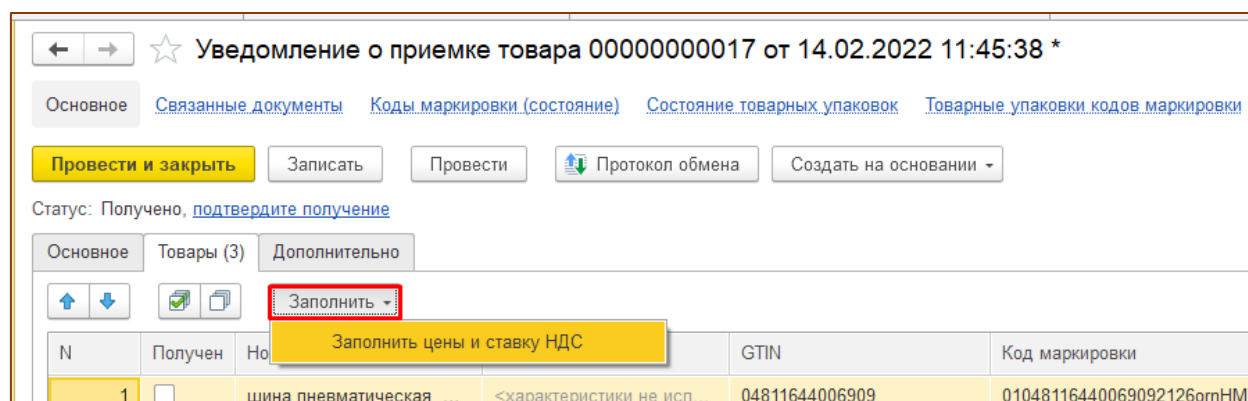 Уведомление о приемке товара 00000000017 от 14.02.2022 11:45:38 *
Основное Связанные документы Коды маркировки (состояние) Состояние товарных упаковок Товарные упаковки кодов маркировки
Провести и закрыть Записать Провести Протокол обмена Создать на основании
Статус: Получено, подтвердите получение
Основное Товары (3) Дополнительно
Заполнить
Заполнить цены и ставку НДС
N Получен Но GTIN Код маркировки
1 шина пневматическая ... <характеристики не исп... 04811644006909 01048116440069092126ornHM